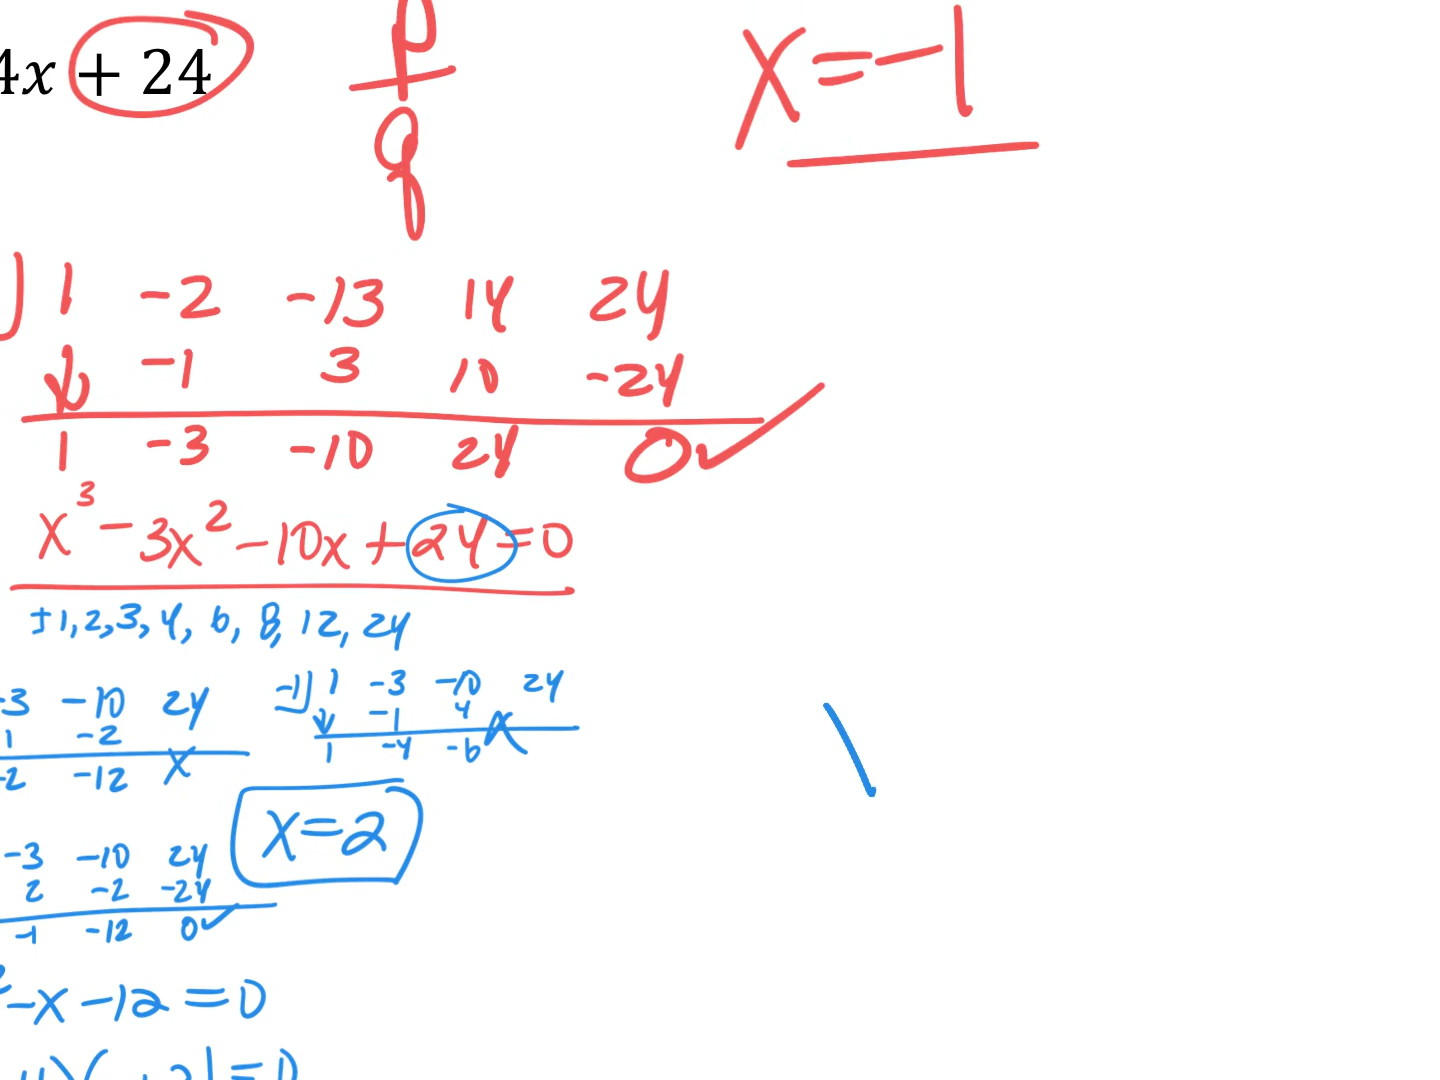 4x + 24
p
q
x = -1
1 -2 -13 14 24
-1 3 10 -24
1 -3 -10 24 0 ✓
x³ - 3x² - 10x + 24 = 0
±1, 2, 3, 4, 6, 8, 12, 24
-3 -10 24
1 -2
-2 -12 X
-1⌋ 1 -3 -10 24
-1 4
1 -4 -6 X
x = 2
-3 -10 24
2 -2 -24
-1 -12 0 ✓
² - x - 12 = 0